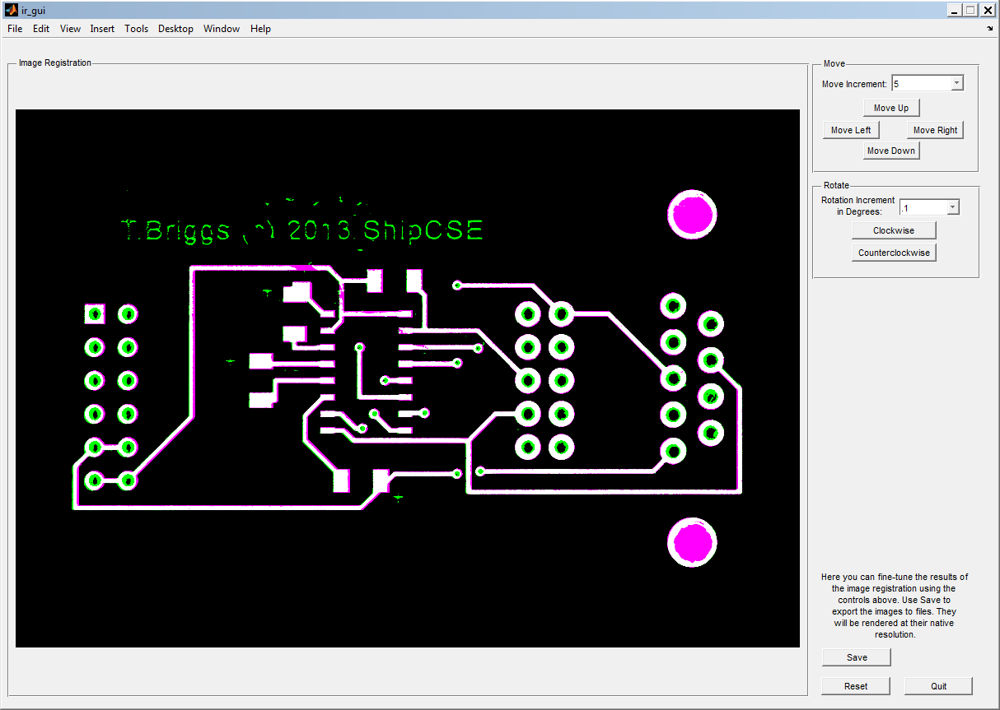 ir_gui
File Edit View Insert Tools Desktop Window Help
Image Registration
T.Briggs 2013 ShipCSE
Move
Move Increment: 5
Move Up
Move Left Move Right
Move Down
Rotate
Rotation Increment
in Degrees: .1
Clockwise
Counterclockwise
Here you can fine-tune the results of
the image registration using the
controls above. Use Save to
export the images to files. They
will be rendered at their native
resolution.
Save
Reset Quit